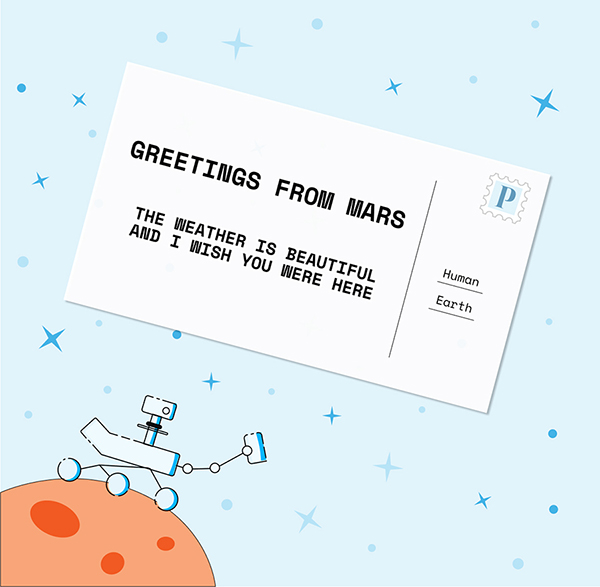 GREETINGS FROM MARS
THE WEATHER IS BEAUTIFUL
AND I WISH YOU WERE HERE
P
Human
Earth